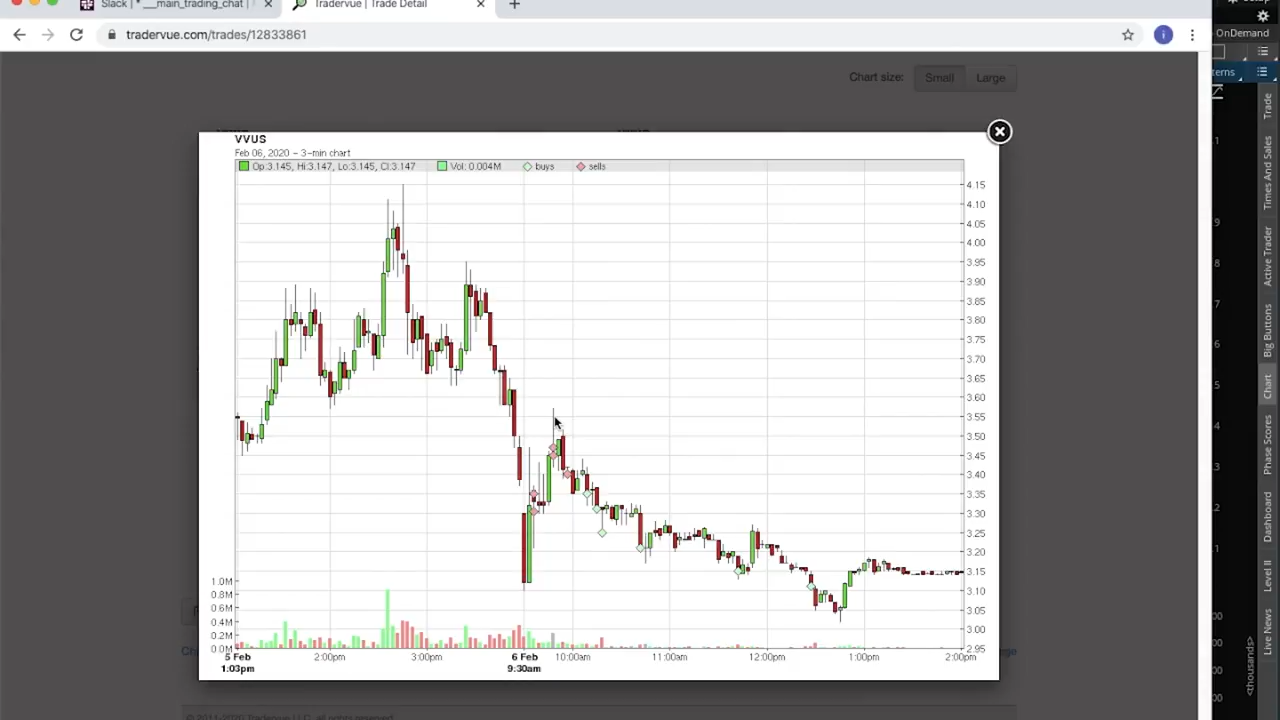 Slack | * ___main_trading_chat |
Tradervue | Trade Detail
tradervue.com/trades/12833861
i
OnDemand
Chart size: Small Large
VVUS
Feb 06, 2020 – 3-min chart
Op:3.145, Hi:3.147, Lo:3.145, Cl:3.147 Vol: 0.004M buys sells
4.15
4.10
4.05
4.00
3.95
3.90
3.85
3.80
3.75
3.70
3.65
3.60
3.55
3.50
3.45
3.40
3.35
3.30
3.25
3.20
3.15
3.10
3.05
3.00
2.95
1.0M
0.8M
0.6M
0.4M
0.2M
0.0M
5 Feb 2:00pm 3:00pm 6 Feb 10:00am 11:00am 12:00pm 1:00pm 2:00pm
1:03pm 9:30am
Trade
Times And Sales
Active Trader
Big Buttons
Chart
Phase Scores
Dashboard
Level II
Live News
<thousands>